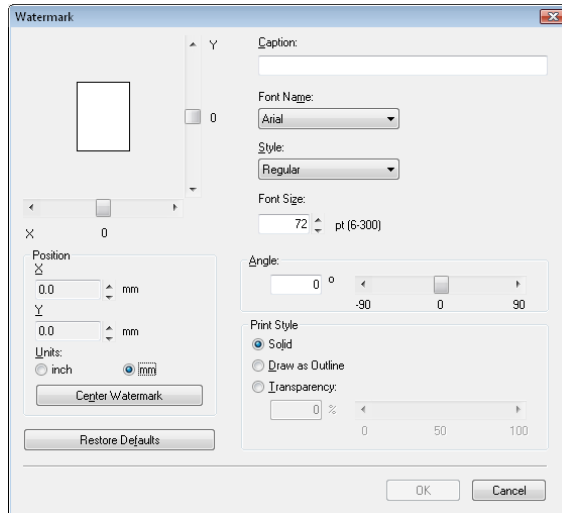 Watermark
Y
0
X 0
Position
X
0.0 mm
Y
0.0 mm
Units:
inch mm
Center Watermark
Restore Defaults
Caption:
Font Name:
Arial
Style:
Regular
Font Size:
72 pt (6-300)
Angle:
0 °
-90 0 90
Print Style
Solid
Draw as Outline
Transparency:
0 %
0 50 100
OK Cancel